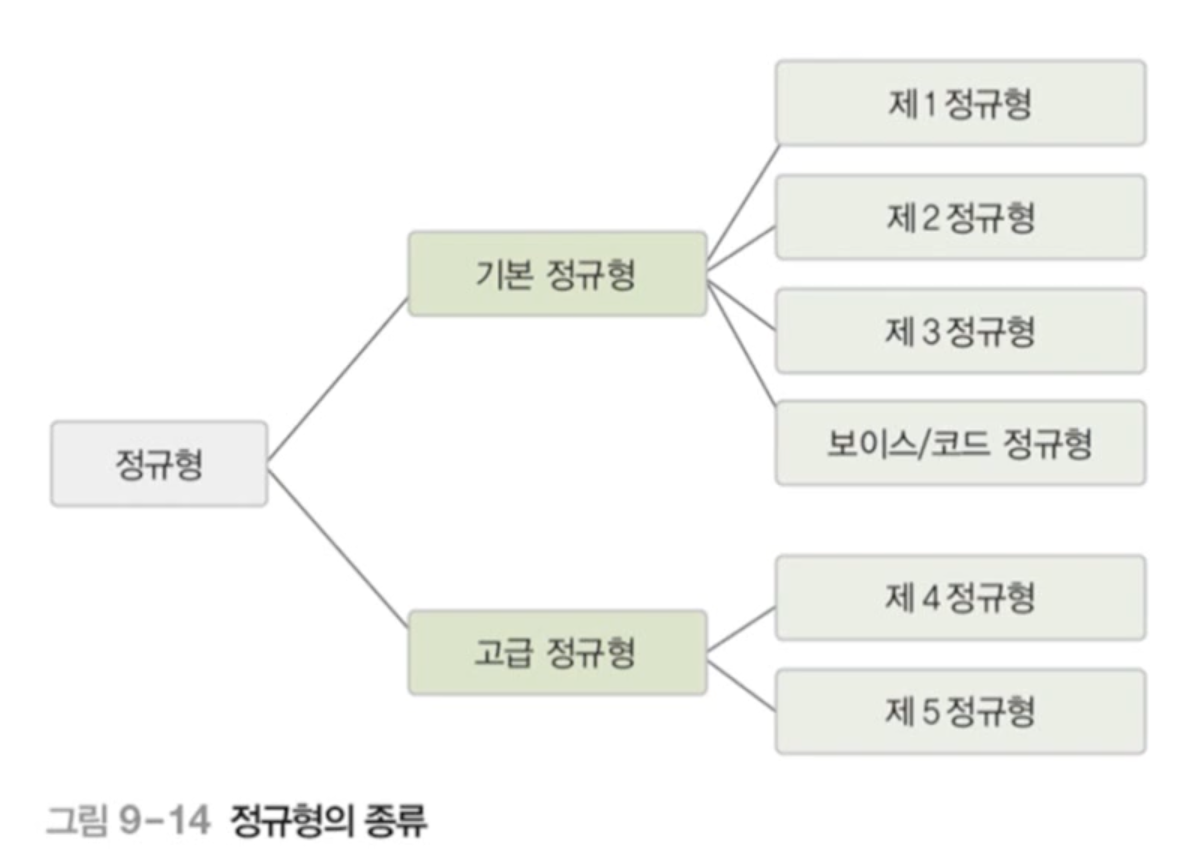 정규형
기본 정규형
제 1 정규형
제 2 정규형
제 3 정규형
보이스/코드 정규형
고급 정규형
제 4 정규형
제 5 정규형
그림 9-14 정규형의 종류